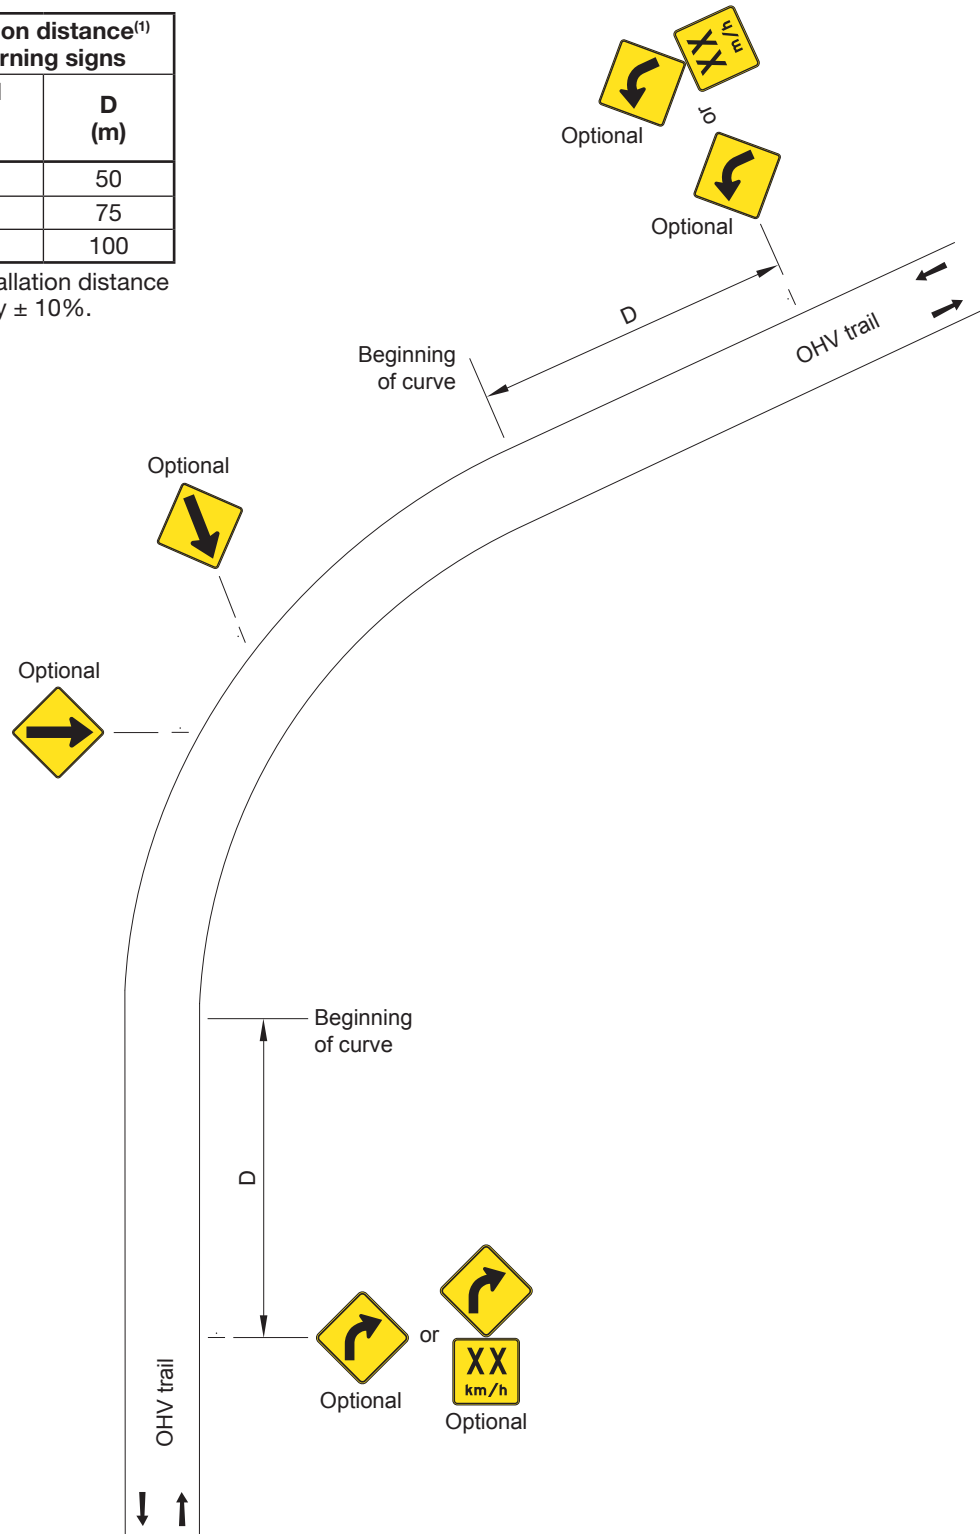 on distance(1)
rning signs
D
(m)
50
75
100
allation distance
y ± 10%.
XX
m/h
Optional
or
Optional
D
OHV trail
Beginning
of curve
Optional
Optional
Beginning
of curve
D
or
XX
km/h
Optional
Optional
OHV trail